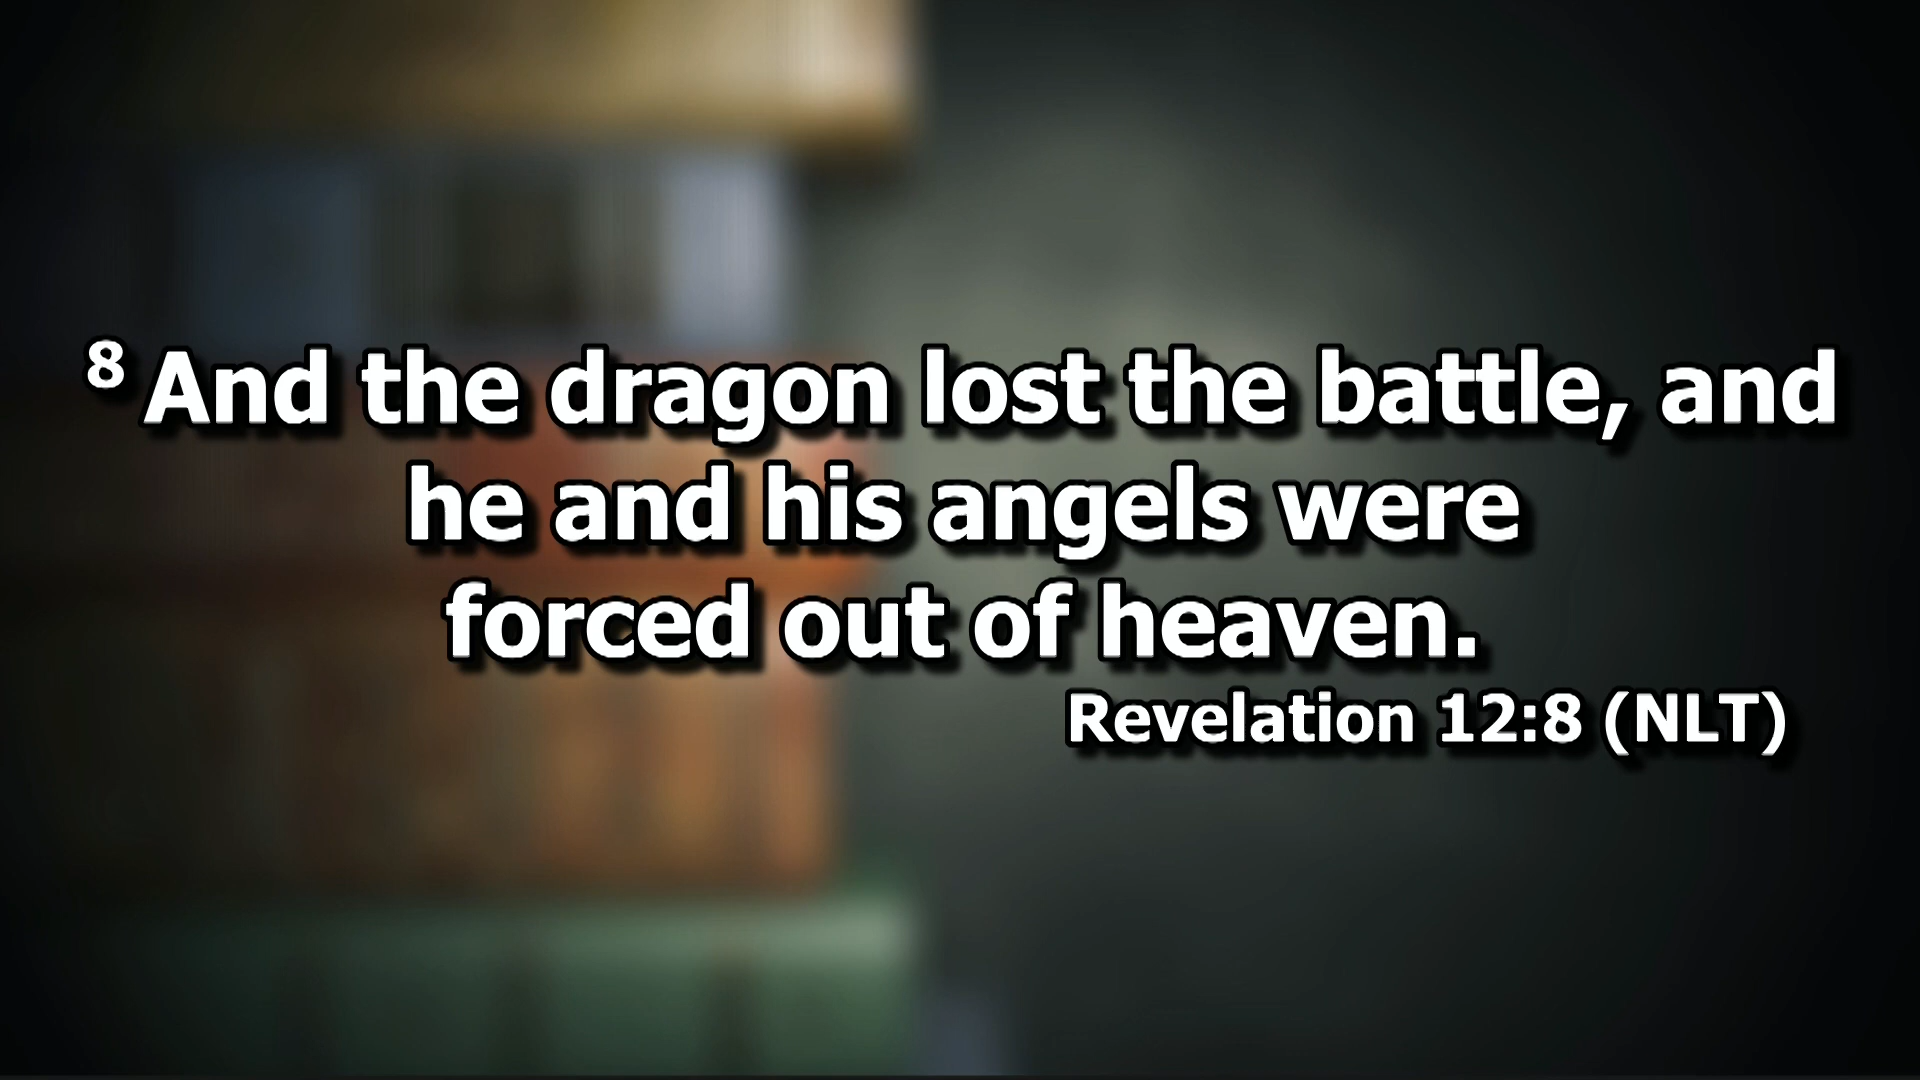 8 And the dragon lost the battle, and
he and his angels were
forced out of heaven.
Revelation 12:8 (NLT)